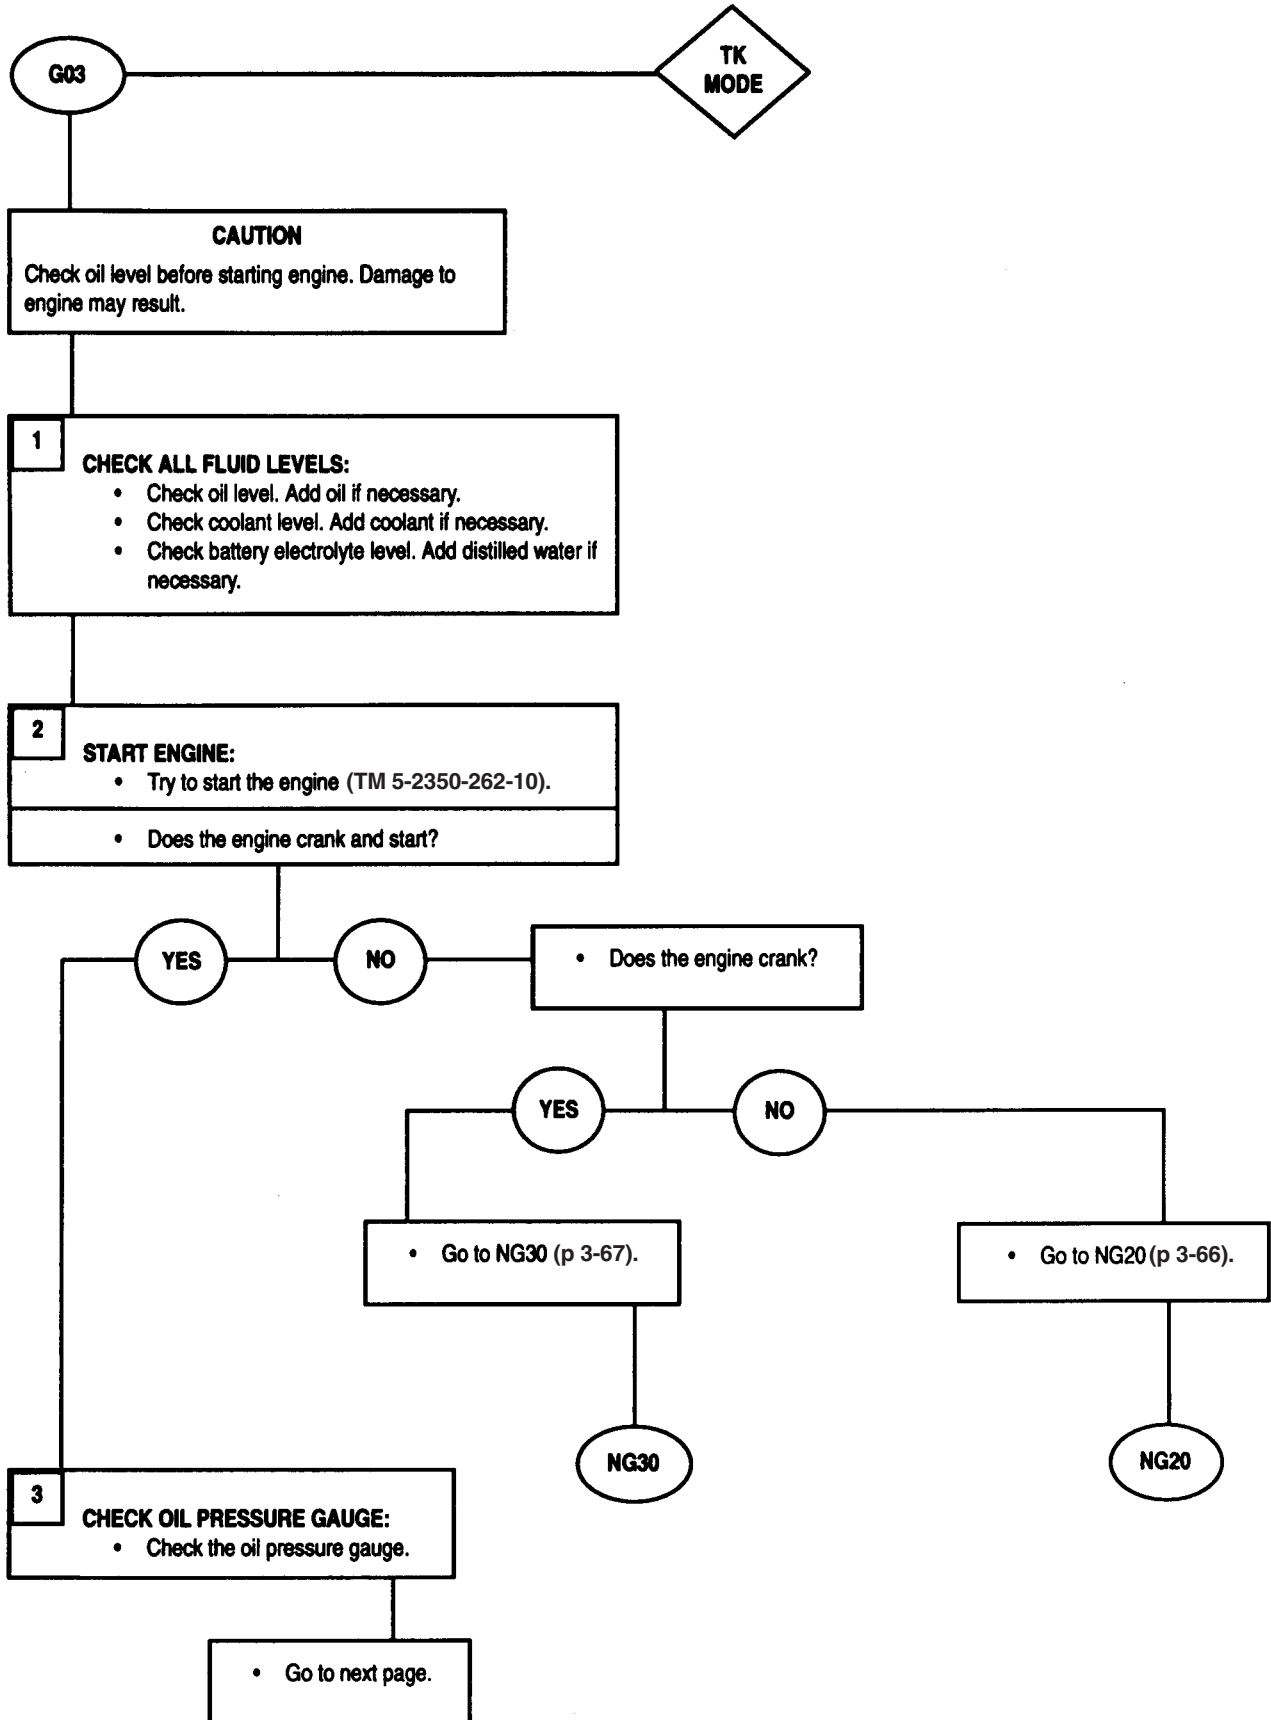 G03
TK
MODE
CAUTION
Check oil level before starting engine. Damage to
engine may result.
1
CHECK ALL FLUID LEVELS:
• Check oil level. Add oil if necessary.
• Check coolant level. Add coolant if necessary.
• Check battery electrolyte level. Add distilled water if
necessary.
2
START ENGINE:
• Try to start the engine (TM 5-2350-262-10).
• Does the engine crank and start?
YES
NO
• Does the engine crank?
YES
NO
• Go to NG30 (p 3-67).
• Go to NG20 (p 3-66).
NG30
NG20
3
CHECK OIL PRESSURE GAUGE:
• Check the oil pressure gauge.
• Go to next page.